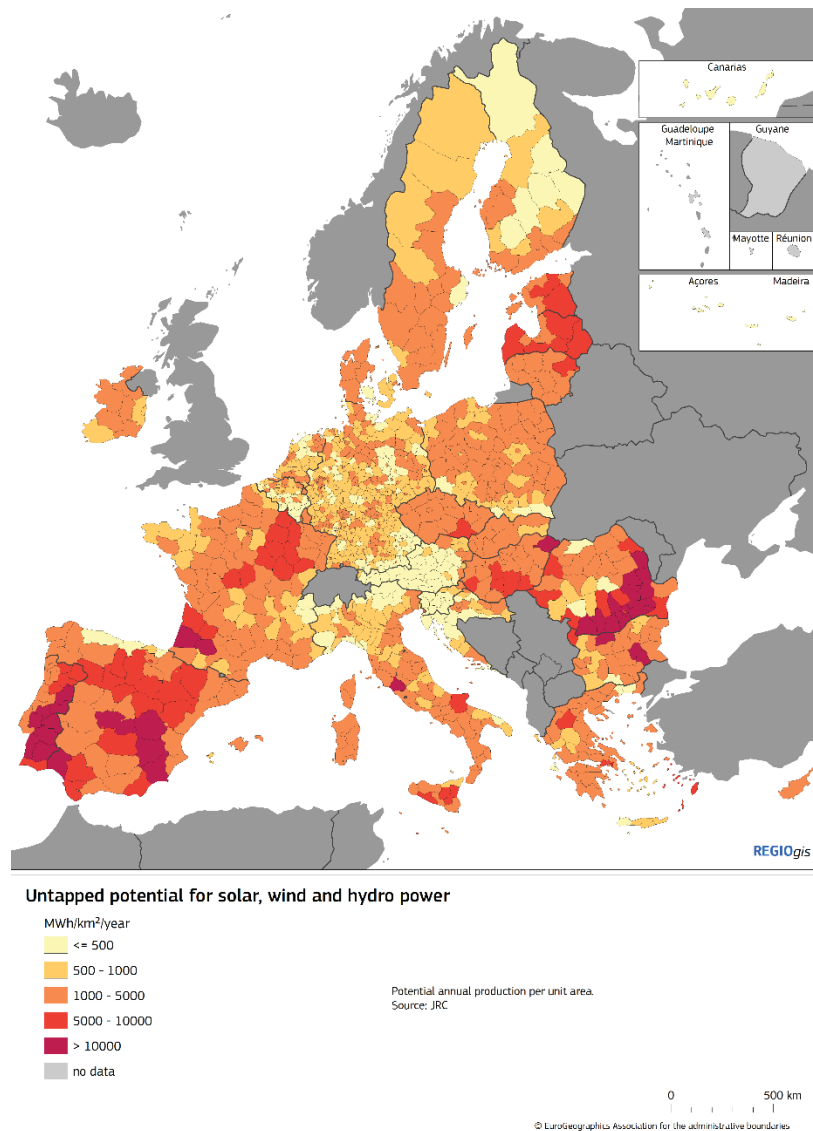 Canarias
Guadeloupe
Martinique
Guyane
Mayotte
Réunion
Açores
Madeira
REGIOgis
Untapped potential for solar, wind and hydro power
MWh/km²/year
<= 500
500 - 1000
1000 - 5000
5000 - 10000
> 10000
no data
Potential annual production per unit area.
Source: JRC
0 500 km
© EuroGeographics Association for the administrative boundaries